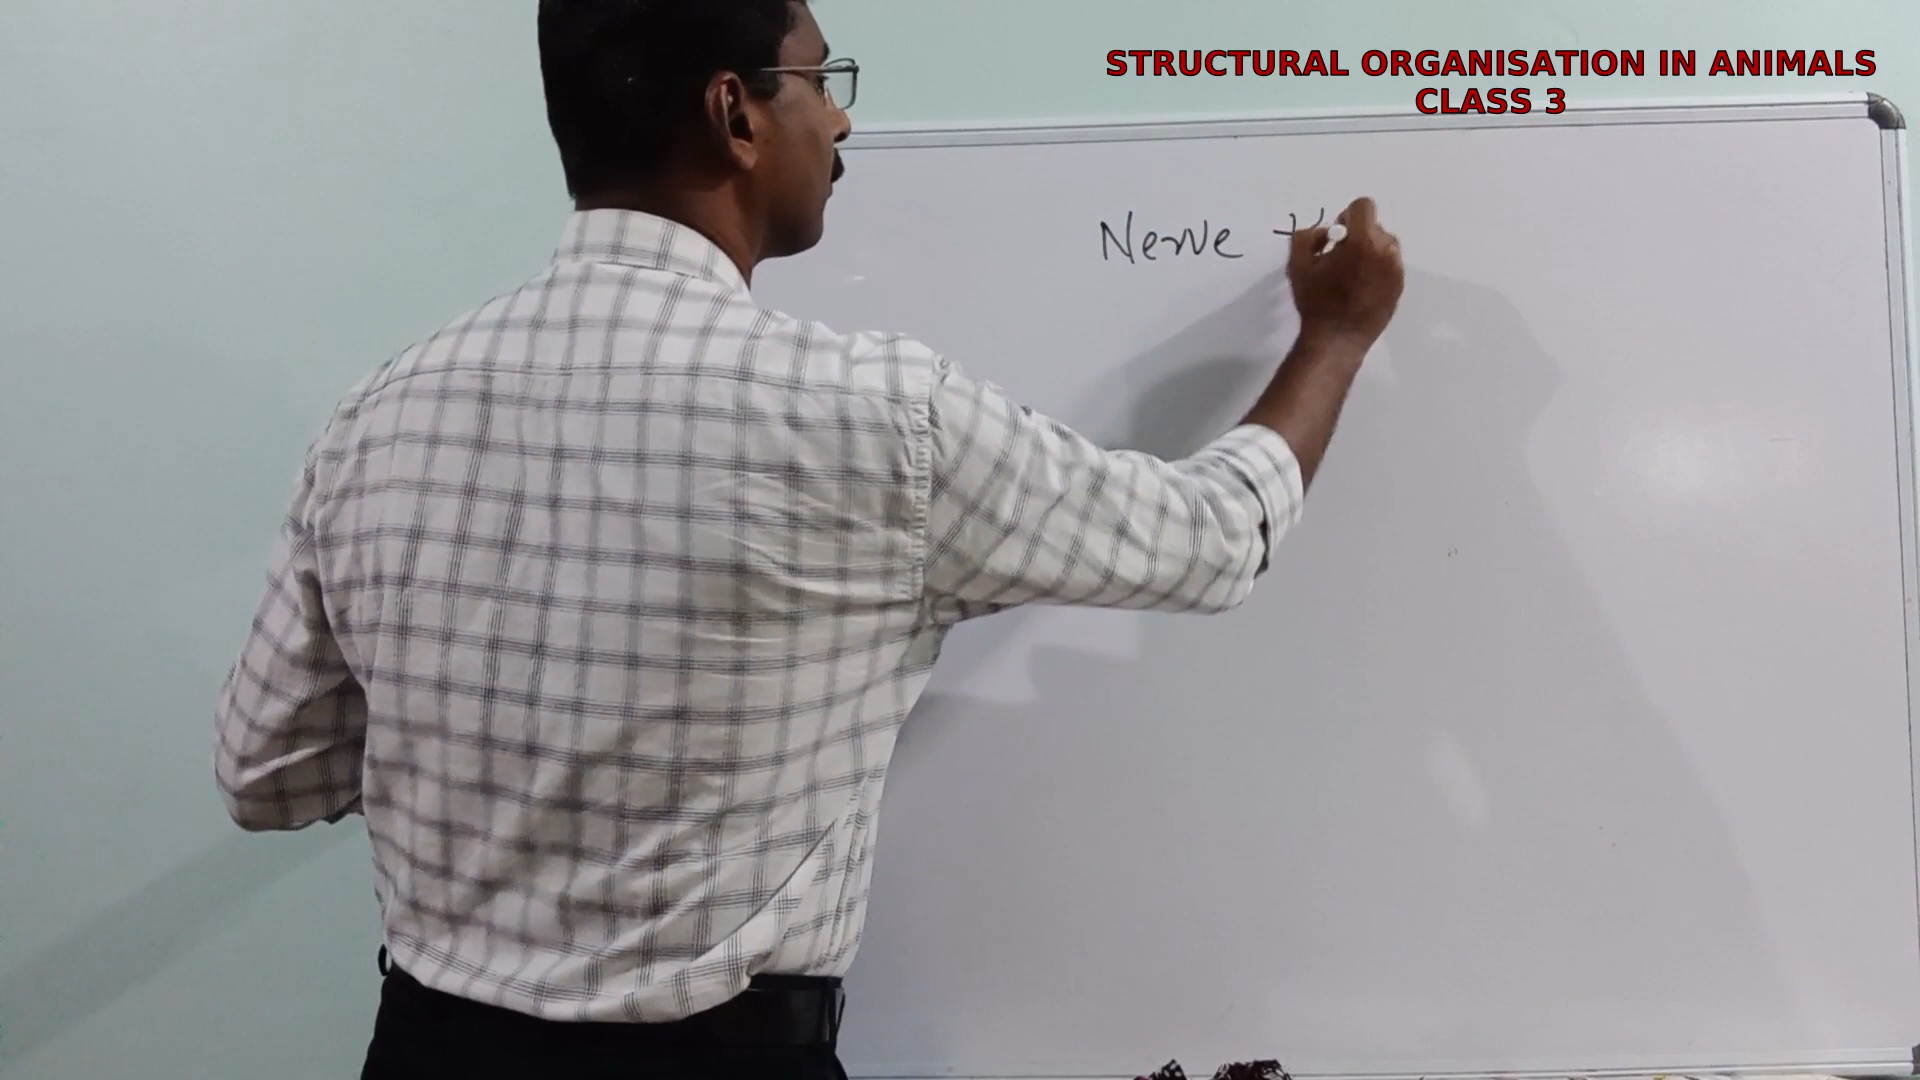 STRUCTURAL ORGANISATION IN ANIMALS
CLASS 3
Nerve